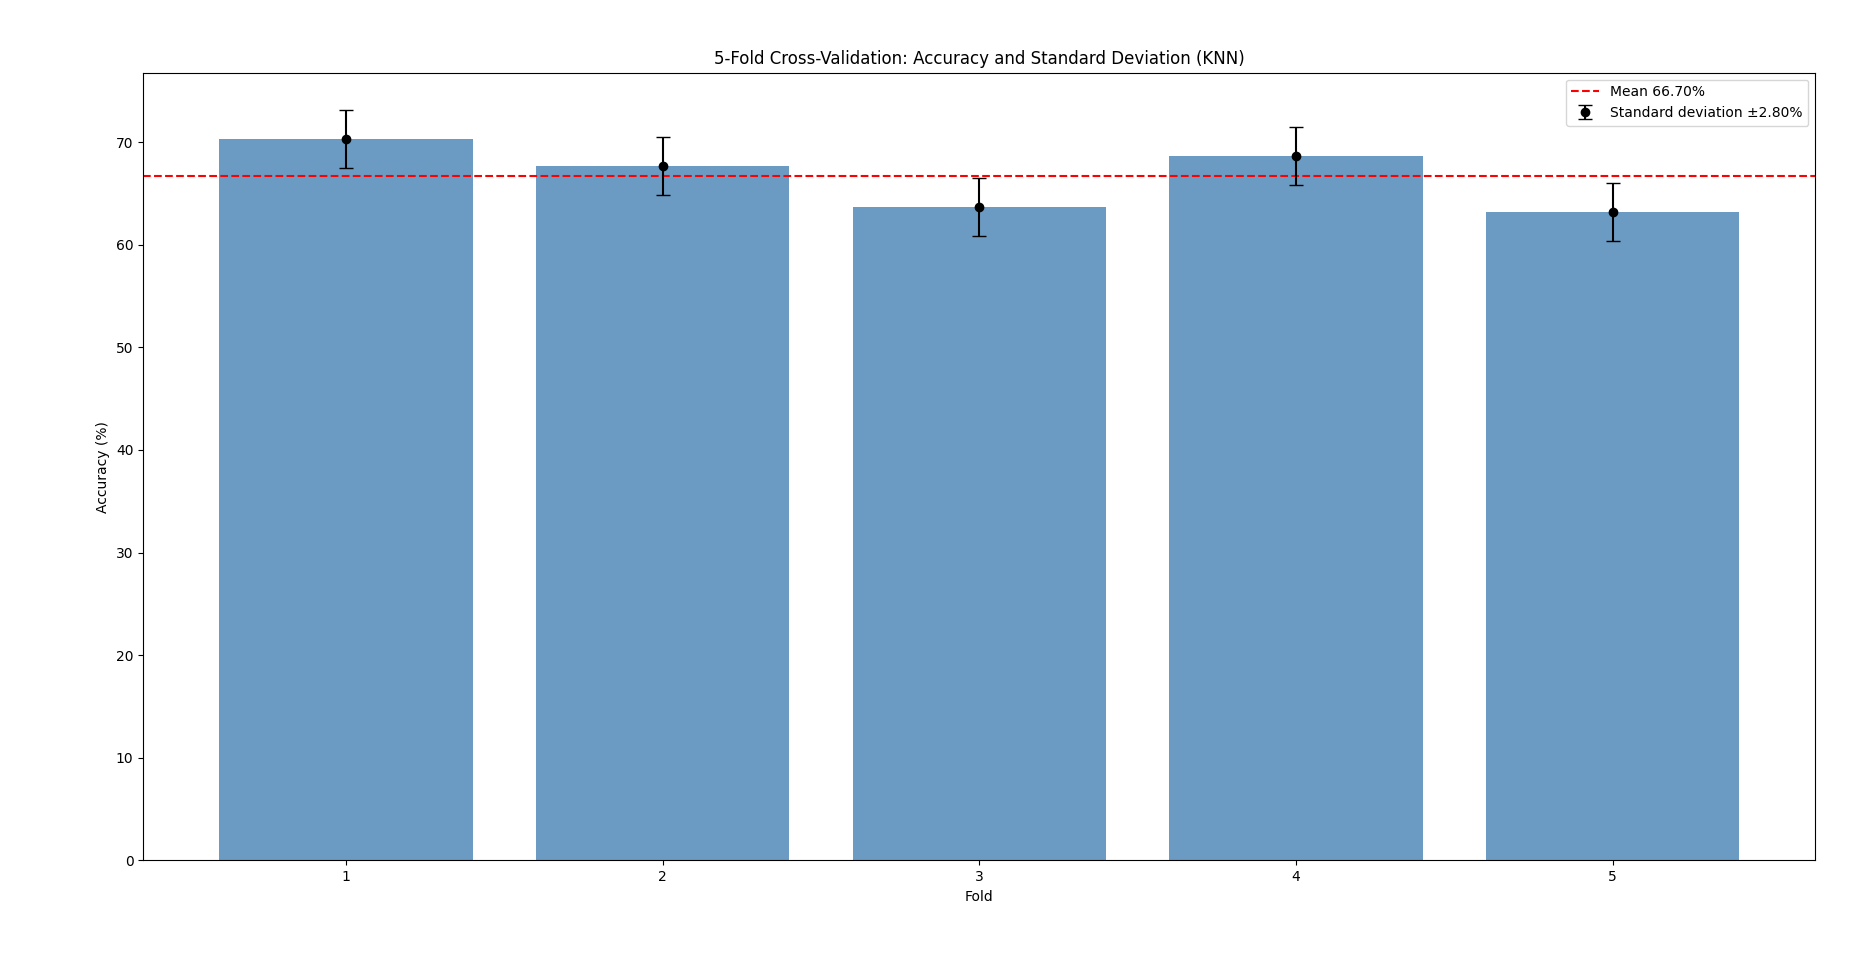 5-Fold Cross-Validation: Accuracy and Standard Deviation (KNN)
Mean 66.70%
Standard deviation ±2.80%
Accuracy (%)
70
60
50
40
30
20
10
0
1 2 3 4 5
Fold